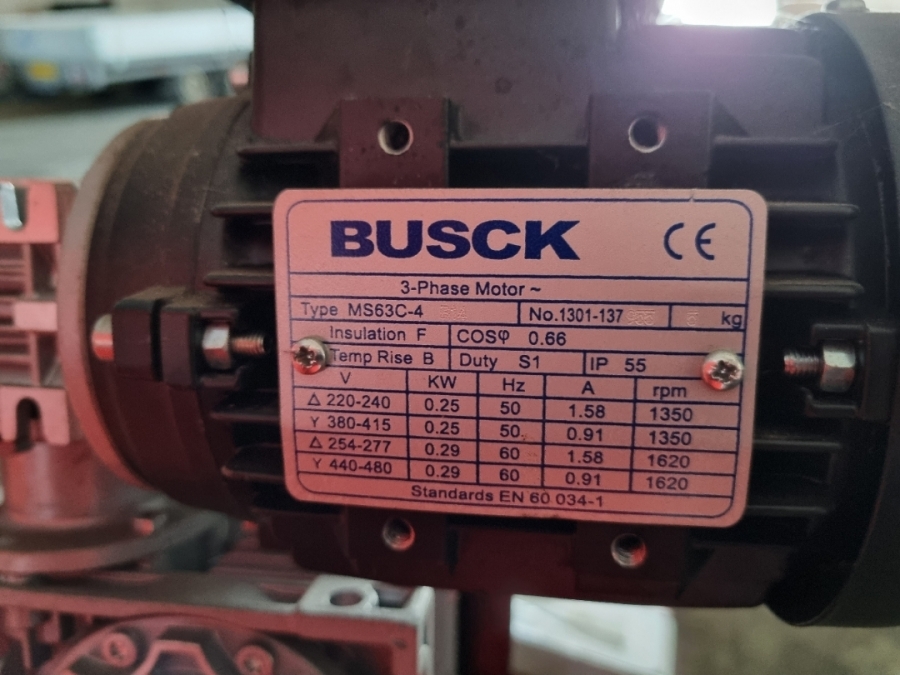 BUSCK CE
3-Phase Motor ~
Type MS63C-4 No.1301-137 kg
Insulation F COSφ 0.66
Temp Rise B Duty S1 IP 55
V KW Hz A rpm
Δ 220-240 0.25 50 1.58 1350
Y 380-415 0.25 50 0.91 1350
Δ 254-277 0.29 60 1.58 1620
Y 440-480 0.29 60 0.91 1620
Standards EN 60 034-1